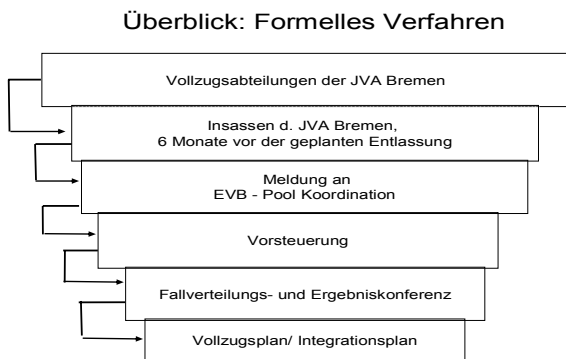 Überblick: Formelles Verfahren
Vollzugsabteilungen der JVA Bremen
Insassen d. JVA Bremen,
6 Monate vor der geplanten Entlassung
Meldung an
EVB - Pool Koordination
Vorsteuerung
Fallverteilungs- und Ergebniskonferenz
Vollzugsplan/ Integrationsplan